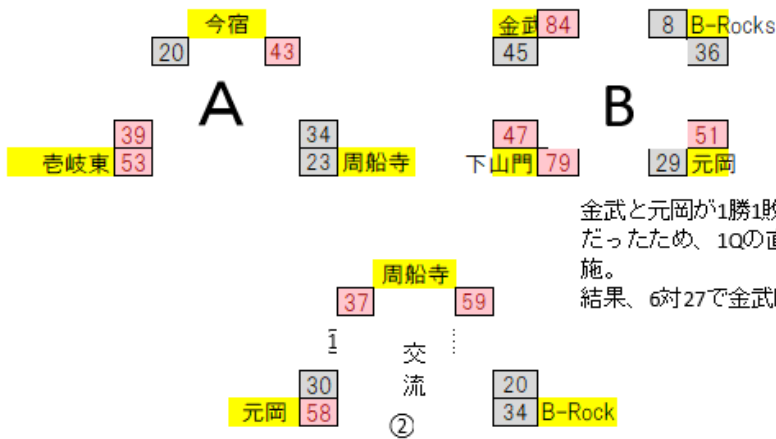 今宿
金武 84
8 B-Rocks
20
43
45
36
A
B
39
34
47
51
壱岐東 53
23 周船寺
下山門 79
29 元岡
金武と元岡が1勝1敗
だったため、1Qの直
施。
結果、6対27で金武
周船寺
37
59
1
交
流
30
20
元岡 58
34 B-Rock
②